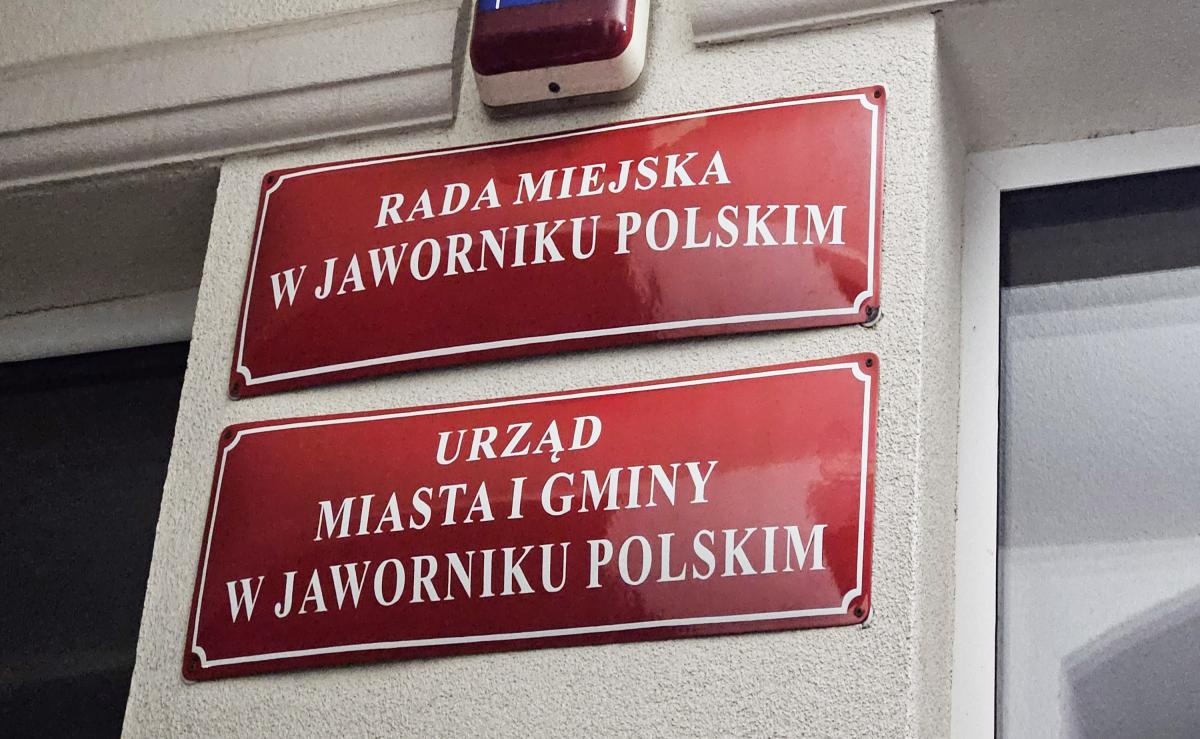 RADA MIEJSKA
W JAWORNIKU POLSKIM
URZĄD
MIASTA I GMINY
W JAWORNIKU POLSKIM